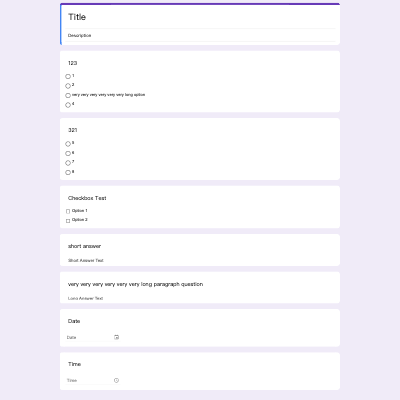 Title
Description
123
1
2
very very very very very very long option
4
321
5
6
7
8
Checkbox Test
Option 1
Option 2
short answer
Short Answer Text
very very very very very very long paragraph question
Long Answer Text
Date
Date
Time
Time